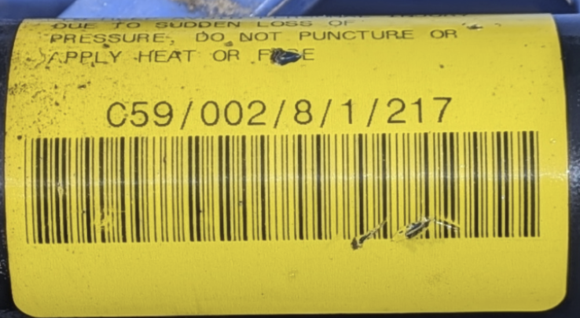 DUE TO SUDDEN LOSS OF
PRESSURE. DO NOT PUNCTURE OR
APPLY HEAT OR
C59/002/8/1/217